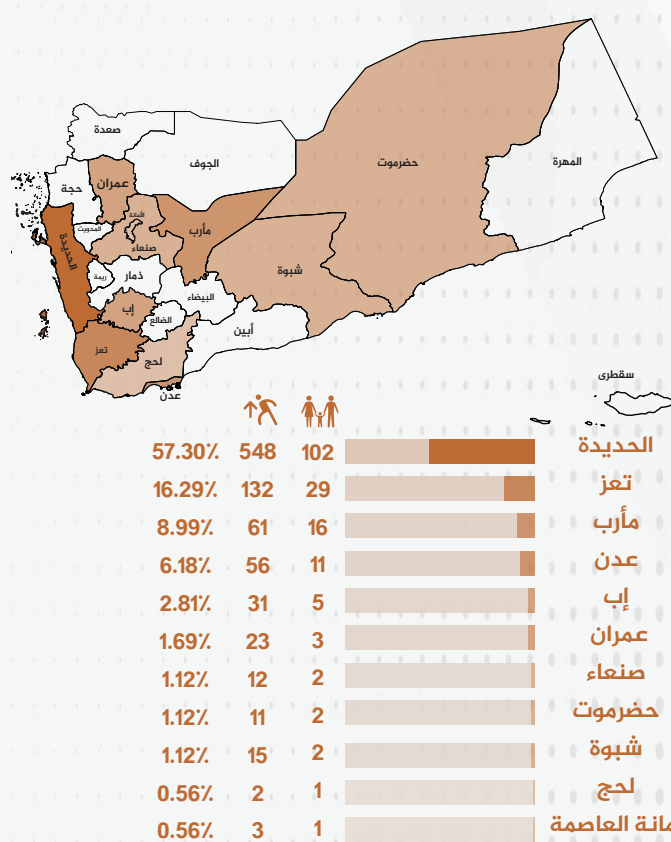 صعدة
الجوف
حضرموت
المهرة
عمران
حجة
الأمانة
المحويت
مأرب
صنعاء
الحديدة
ريمة
ذمار
شبوة
البيضاء
إب
الضالع
أبين
تعز
لحج
عدن
سقطرى
الحديدة 102 548 57.30%
تعز 29 132 16.29%
مأرب 16 61 8.99%
عدن 11 56 6.18%
إب 5 31 2.81%
عمران 3 23 1.69%
صنعاء 2 12 1.12%
حضرموت 2 11 1.12%
شبوة 2 15 1.12%
لحج 1 2 0.56%
مانة العاصمة 1 3 0.56%